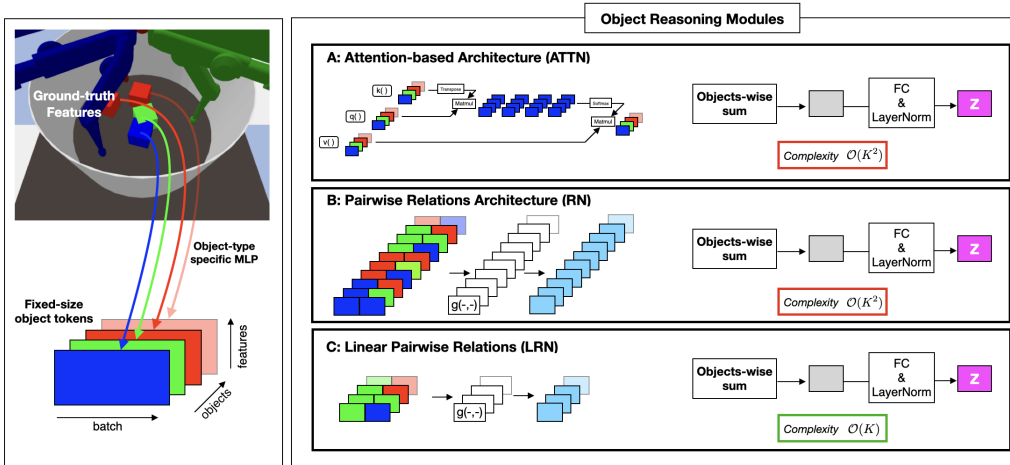 Object Reasoning Modules
Ground-truth
Features
Object-type
specific MLP
Fixed-size
object tokens
features
objects
batch
A: Attention-based Architecture (ATTN)
k( )
Transpose
Matmul
q( )
Softmax
Matmul
v( )
Objects-wise
sum
FC
&
LayerNorm
Z
Complexity O(K²)
B: Pairwise Relations Architecture (RN)
g(-,-)
Objects-wise
sum
FC
&
LayerNorm
Z
Complexity O(K²)
C: Linear Pairwise Relations (LRN)
g(-,-)
Objects-wise
sum
FC
&
LayerNorm
Z
Complexity O(K)